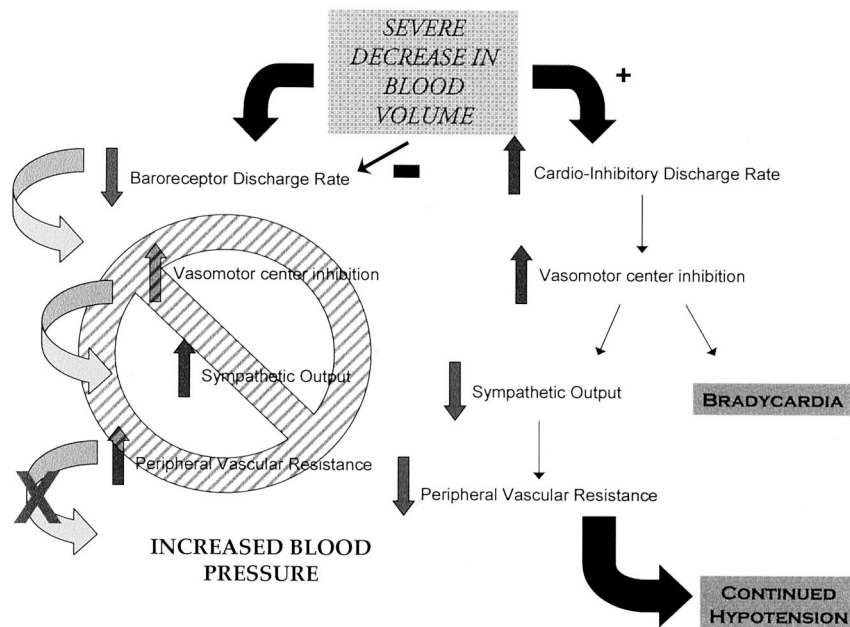 SEVERE
DECREASE IN
BLOOD
VOLUME
+
Baroreceptor Discharge Rate
Cardio-Inhibitory Discharge Rate
Vasomotor center inhibition
Vasomotor center inhibition
Sympathetic Output
Sympathetic Output
BRADYCARDIA
Peripheral Vascular Resistance
Peripheral Vascular Resistance
X
INCREASED BLOOD
PRESSURE
CONTINUED
HYPOTENSION